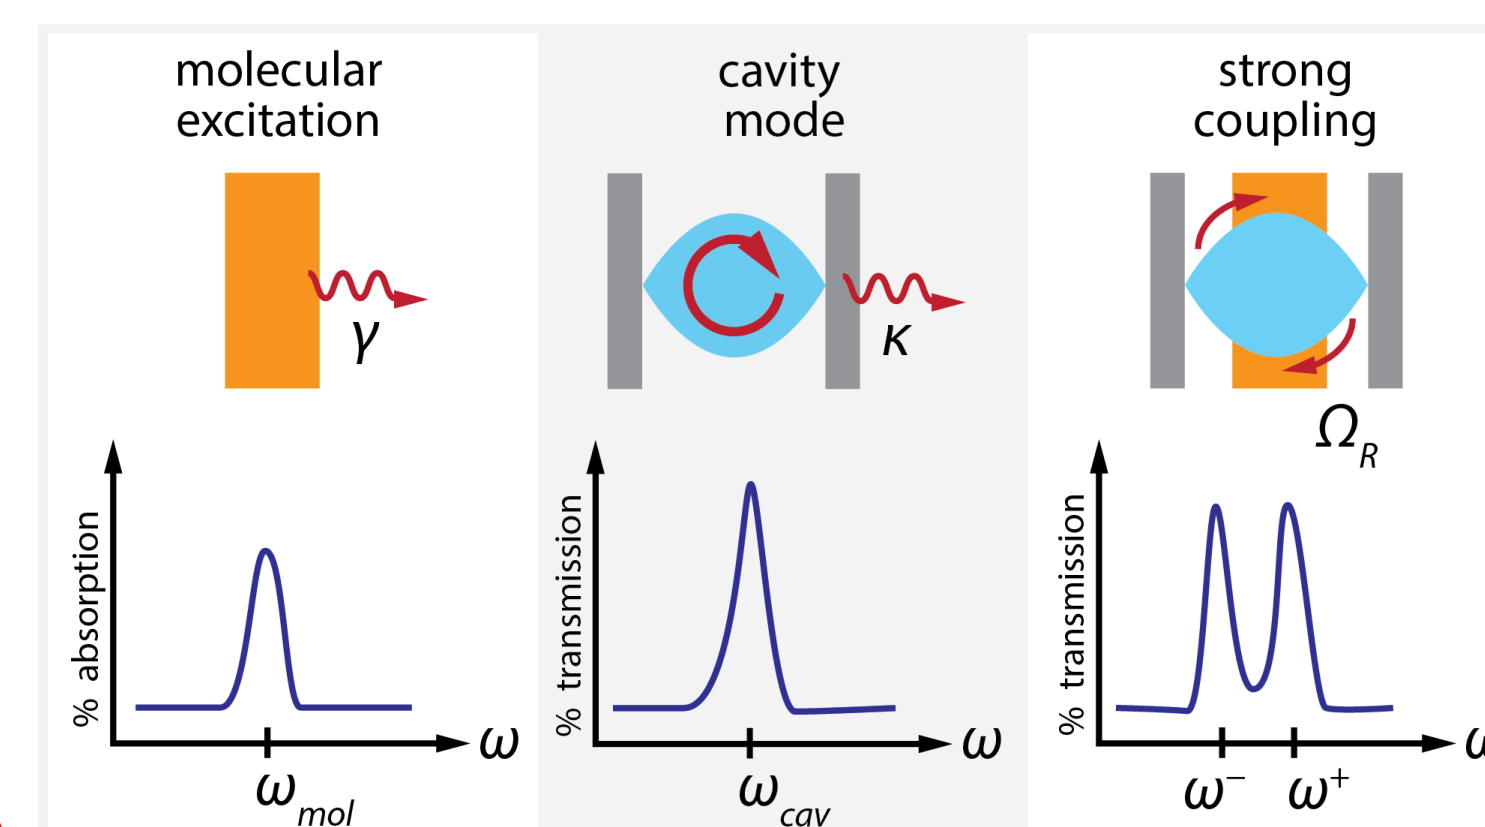 molecular
excitation
γ
% absorption
ω
ω_mol
cavity
mode
κ
% transmission
ω
ω_cav
strong
coupling
Ω_R
% transmission
ω
ω⁻ ω⁺